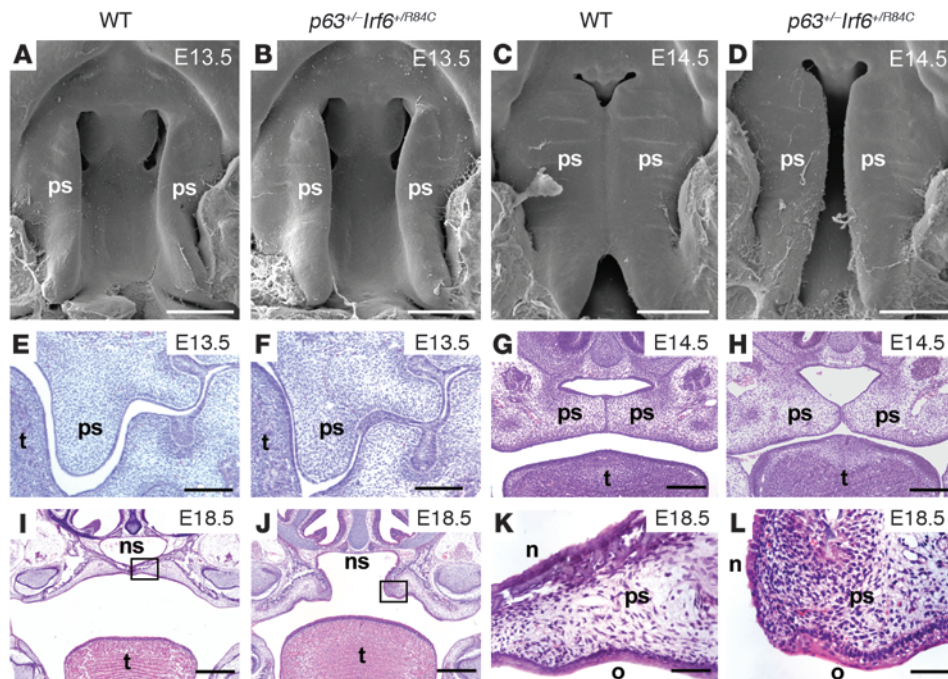 WT p63+/–Irf6+/R84C WT p63+/–Irf6+/R84C
A E13.5 B E13.5 C E14.5 D E14.5
ps ps ps ps ps ps ps ps
E E13.5 F E13.5 G E14.5 H E14.5
t ps t ps ps ps t ps ps t
I E18.5 J E18.5 K E18.5 L E18.5
ns t ns t n ps o n ps o